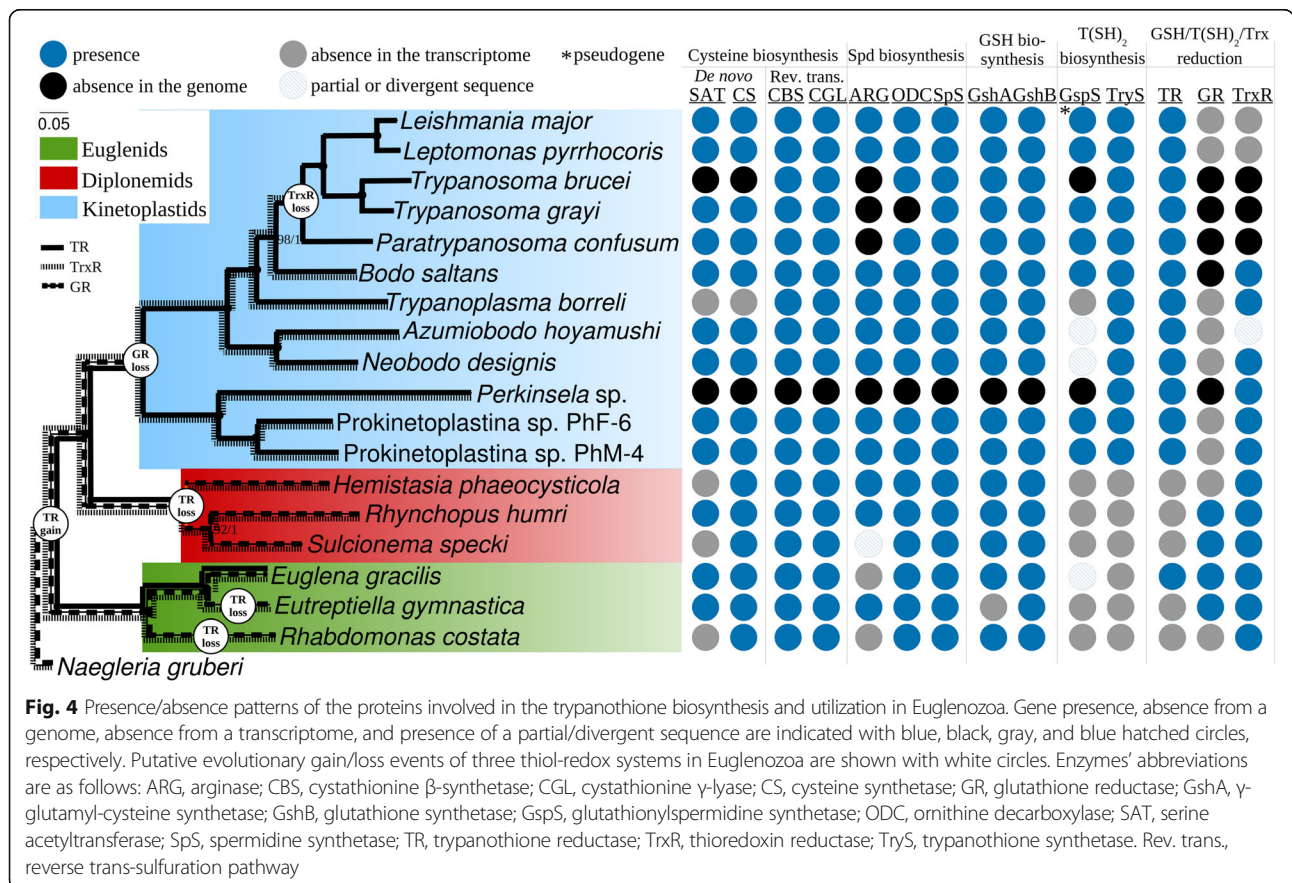 presence
absence in the transcriptome
*pseudogene
absence in the genome
partial or divergent sequence
Cysteine biosynthesis
Spd biosynthesis
GSH bio-
synthesis
T(SH)2
biosynthesis
GSH/T(SH)2/Trx
reduction
De novo
Rev. trans.
SAT CS CBS CGL ARG ODC SpS GshA GshB GspS TryS TR GR TrxR
*
0.05
Euglenids
Diplonemids
Kinetoplastids
TR
TrxR
GR
Leishmania major
Leptomonas pyrrhocoris
Trypanosoma brucei
TrxR
loss
Trypanosoma grayi
98/1
Paratrypanosoma confusum
Bodo saltans
Trypanoplasma borreli
Azumiobodo hoyamushi
GR
loss
Neobodo designis
Perkinsela sp.
Prokinetoplastina sp. PhF-6
Prokinetoplastina sp. PhM-4
Hemistasia phaeocysticola
TR
loss
Rhynchopus humri
TR
gain
92/1
Sulcionema specki
Euglena gracilis
TR
loss
Eutreptiella gymnastica
TR
loss
Rhabdomonas costata
Naegleria gruberi
Fig. 4 Presence/absence patterns of the proteins involved in the trypanothione biosynthesis and utilization in Euglenozoa. Gene presence, absence from a
genome, absence from a transcriptome, and presence of a partial/divergent sequence are indicated with blue, black, gray, and blue hatched circles,
respectively. Putative evolutionary gain/loss events of three thiol-redox systems in Euglenozoa are shown with white circles. Enzymes' abbreviations
are as follows: ARG, arginase; CBS, cystathionine β-synthetase; CGL, cystathionine γ-lyase; CS, cysteine synthetase; GR, glutathione reductase; GshA, γ-
glutamyl-cysteine synthetase; GshB, glutathione synthetase; GspS, glutathionylspermidine synthetase; ODC, ornithine decarboxylase; SAT, serine
acetyltransferase; SpS, spermidine synthetase; TR, trypanothione reductase; TrxR, thioredoxin reductase; TryS, trypanothione synthetase. Rev. trans.,
reverse trans-sulfuration pathway